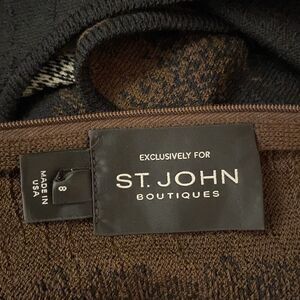 EXCLUSIVELY FOR
ST. JOHN
BOUTIQUES
MADE IN
USA
8